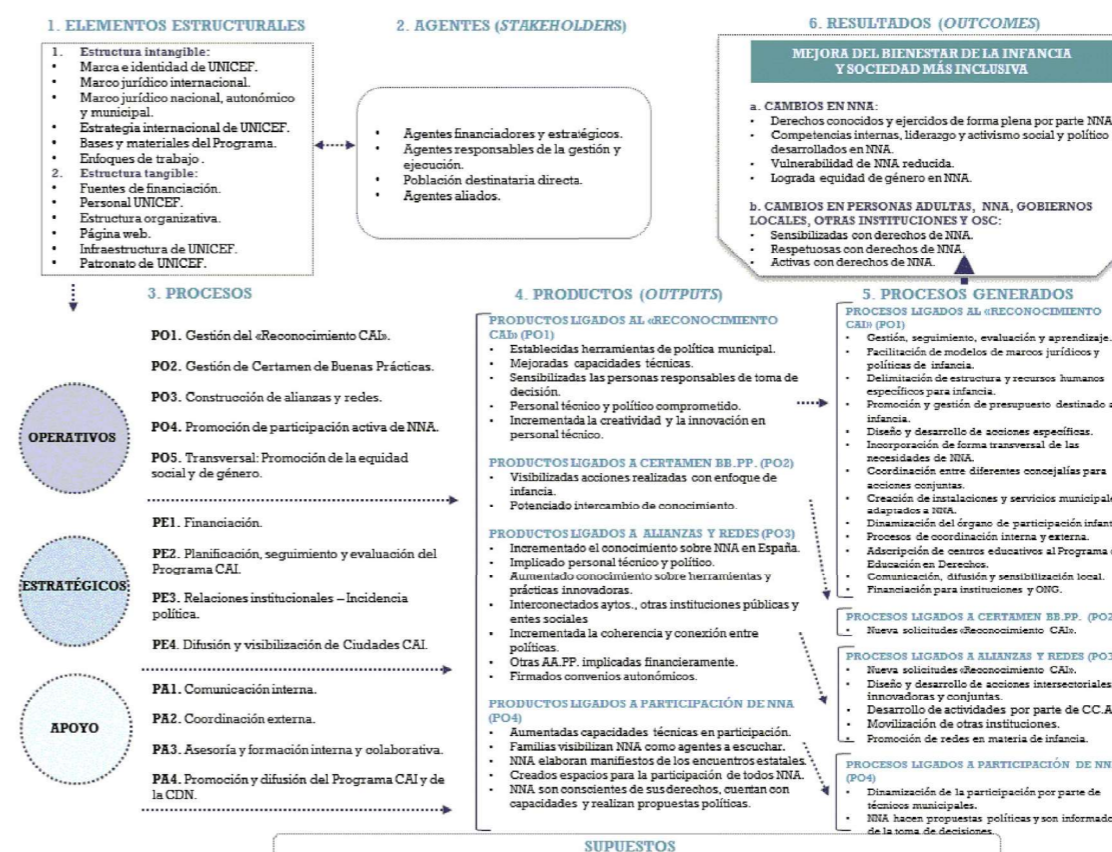 1. ELEMENTOS ESTRUCTURALES
1. Estructura intangible:
• Marca e identidad de UNICEF.
• Marco jurídico internacional.
• Marco jurídico nacional, autonómico
y municipal.
• Estrategia internacional de UNICEF.
• Bases y materiales del Programa.
• Enfoques de trabajo .
2. Estructura tangible:
• Fuentes de financiación.
• Personal UNICEF.
• Estructura organizativa.
• Página web.
• Infraestructura de UNICEF.
• Patronato de UNICEF.
2. AGENTES (STAKEHOLDERS)
• Agentes financiadores y estratégicos.
• Agentes responsables de la gestión y
ejecución.
• Población destinataria directa.
• Agentes aliados.
6. RESULTADOS (OUTCOMES)
MEJORA DEL BIENESTAR DE LA INFANCIA
Y SOCIEDAD MÁS INCLUSIVA
a. CAMBIOS EN NNA:
• Derechos conocidos y ejercidos de forma plena por parte NNA
• Competencias internas, liderazgo y activismo social y político
desarrollados en NNA.
• Vulnerabilidad de NNA reducida.
• Lograda equidad de género en NNA.
b. CAMBIOS EN PERSONAS ADULTAS, NNA, GOBIERNOS
LOCALES, OTRAS INSTITUCIONES Y OSC:
• Sensibilizadas con derechos de NNA.
• Respetuosas con derechos de NNA.
• Activas con derechos de NNA.
3. PROCESOS
OPERATIVOS
PO1. Gestión del «Reconocimiento CAI».
PO2. Gestión de Certamen de Buenas Prácticas.
PO3. Construcción de alianzas y redes.
PO4. Promoción de participación activa de NNA.
PO5. Transversal: Promoción de la equidad
social y de género.
ESTRATÉGICOS
PE1. Financiación.
PE2. Planificación, seguimiento y evaluación del
Programa CAI.
PE3. Relaciones institucionales – Incidencia
política.
PE4. Difusión y visibilización de Ciudades CAI.
APOYO
PA1. Comunicación interna.
PA2. Coordinación externa.
PA3. Asesoría y formación interna y colaborativa.
PA4. Promoción y difusión del Programa CAI y de
la CDN.
4. PRODUCTOS (OUTPUTS)
PRODUCTOS LIGADOS AL «RECONOCIMIENTO
CAI» (PO1)
• Establecidas herramientas de política municipal.
• Mejoradas capacidades técnicas.
• Sensibilizadas las personas responsables de toma de
decisión.
• Personal técnico y político comprometido.
• Incrementada la creatividad y la innovación en
personal técnico.
PRODUCTOS LIGADOS A CERTAMEN BB.PP. (PO2)
• Visibilizadas acciones realizadas con enfoque de
infancia.
• Potenciado intercambio de conocimiento.
PRODUCTOS LIGADOS A ALIANZAS Y REDES (PO3)
• Incrementado el conocimiento sobre NNA en España.
• Implicado personal técnico y político.
• Aumentado conocimiento sobre herramientas y
prácticas innovadoras.
• Interconectados aytos., otras instituciones públicas y
entes sociales
• Incrementada la coherencia y conexión entre
políticas.
• Otras AA.PP. implicadas financieramente.
• Firmados convenios autonómicos.
PRODUCTOS LIGADOS A PARTICIPACIÓN DE NNA
(PO4)
• Aumentadas capacidades técnicas en participación.
• Familias visibilizan NNA como agentes a escuchar.
• NNA elaboran manifiestos de los encuentros estatales.
• Creados espacios para la participación de todos NNA.
• NNA son conscientes de sus derechos, cuentan con
capacidades y realizan propuestas políticas.
5. PROCESOS GENERADOS
PROCESOS LIGADOS AL «RECONOCIMIENTO
CAI» (PO1)
• Gestión, seguimiento, evaluación y aprendizaje.
• Facilitación de modelos de marcos jurídicos y
políticas de infancia.
• Delimitación de estructura y recursos humanos
específicos para infancia.
• Promoción y gestión de presupuesto destinado a
infancia.
• Diseño y desarrollo de acciones específicas.
• Incorporación de forma transversal de las
necesidades de NNA.
• Coordinación entre diferentes concejalías para
acciones conjuntas.
• Creación de instalaciones y servicios municipale
adaptados a NNA.
• Dinamización del órgano de participación infant
• Procesos de coordinación interna y externa.
• Adscripción de centros educativos al Programa
Educación en Derechos.
• Comunicación, difusión y sensibilización local.
• Financiación para instituciones y ONG.
PROCESOS LIGADOS A CERTAMEN BB.PP. (PO2
• Nueva solicitudes «Reconocimiento CAI».
PROCESOS LIGADOS A ALIANZAS Y REDES (PO3
• Nueva solicitudes «Reconocimiento CAI».
• Diseño y desarrollo de acciones intersectoriales
innovadoras y conjuntas.
• Desarrollo de actividades por parte de CC.A
• Movilización de otras instituciones.
• Promoción de redes en materia de infancia.
PROCESOS LIGADOS A PARTICIPACIÓN DE NN
(PO4)
• Dinamización de la participación por parte de
técnicos municipales.
• NNA hacen propuestas políticas y son informado
de la toma de decisiones
SUPUESTOS